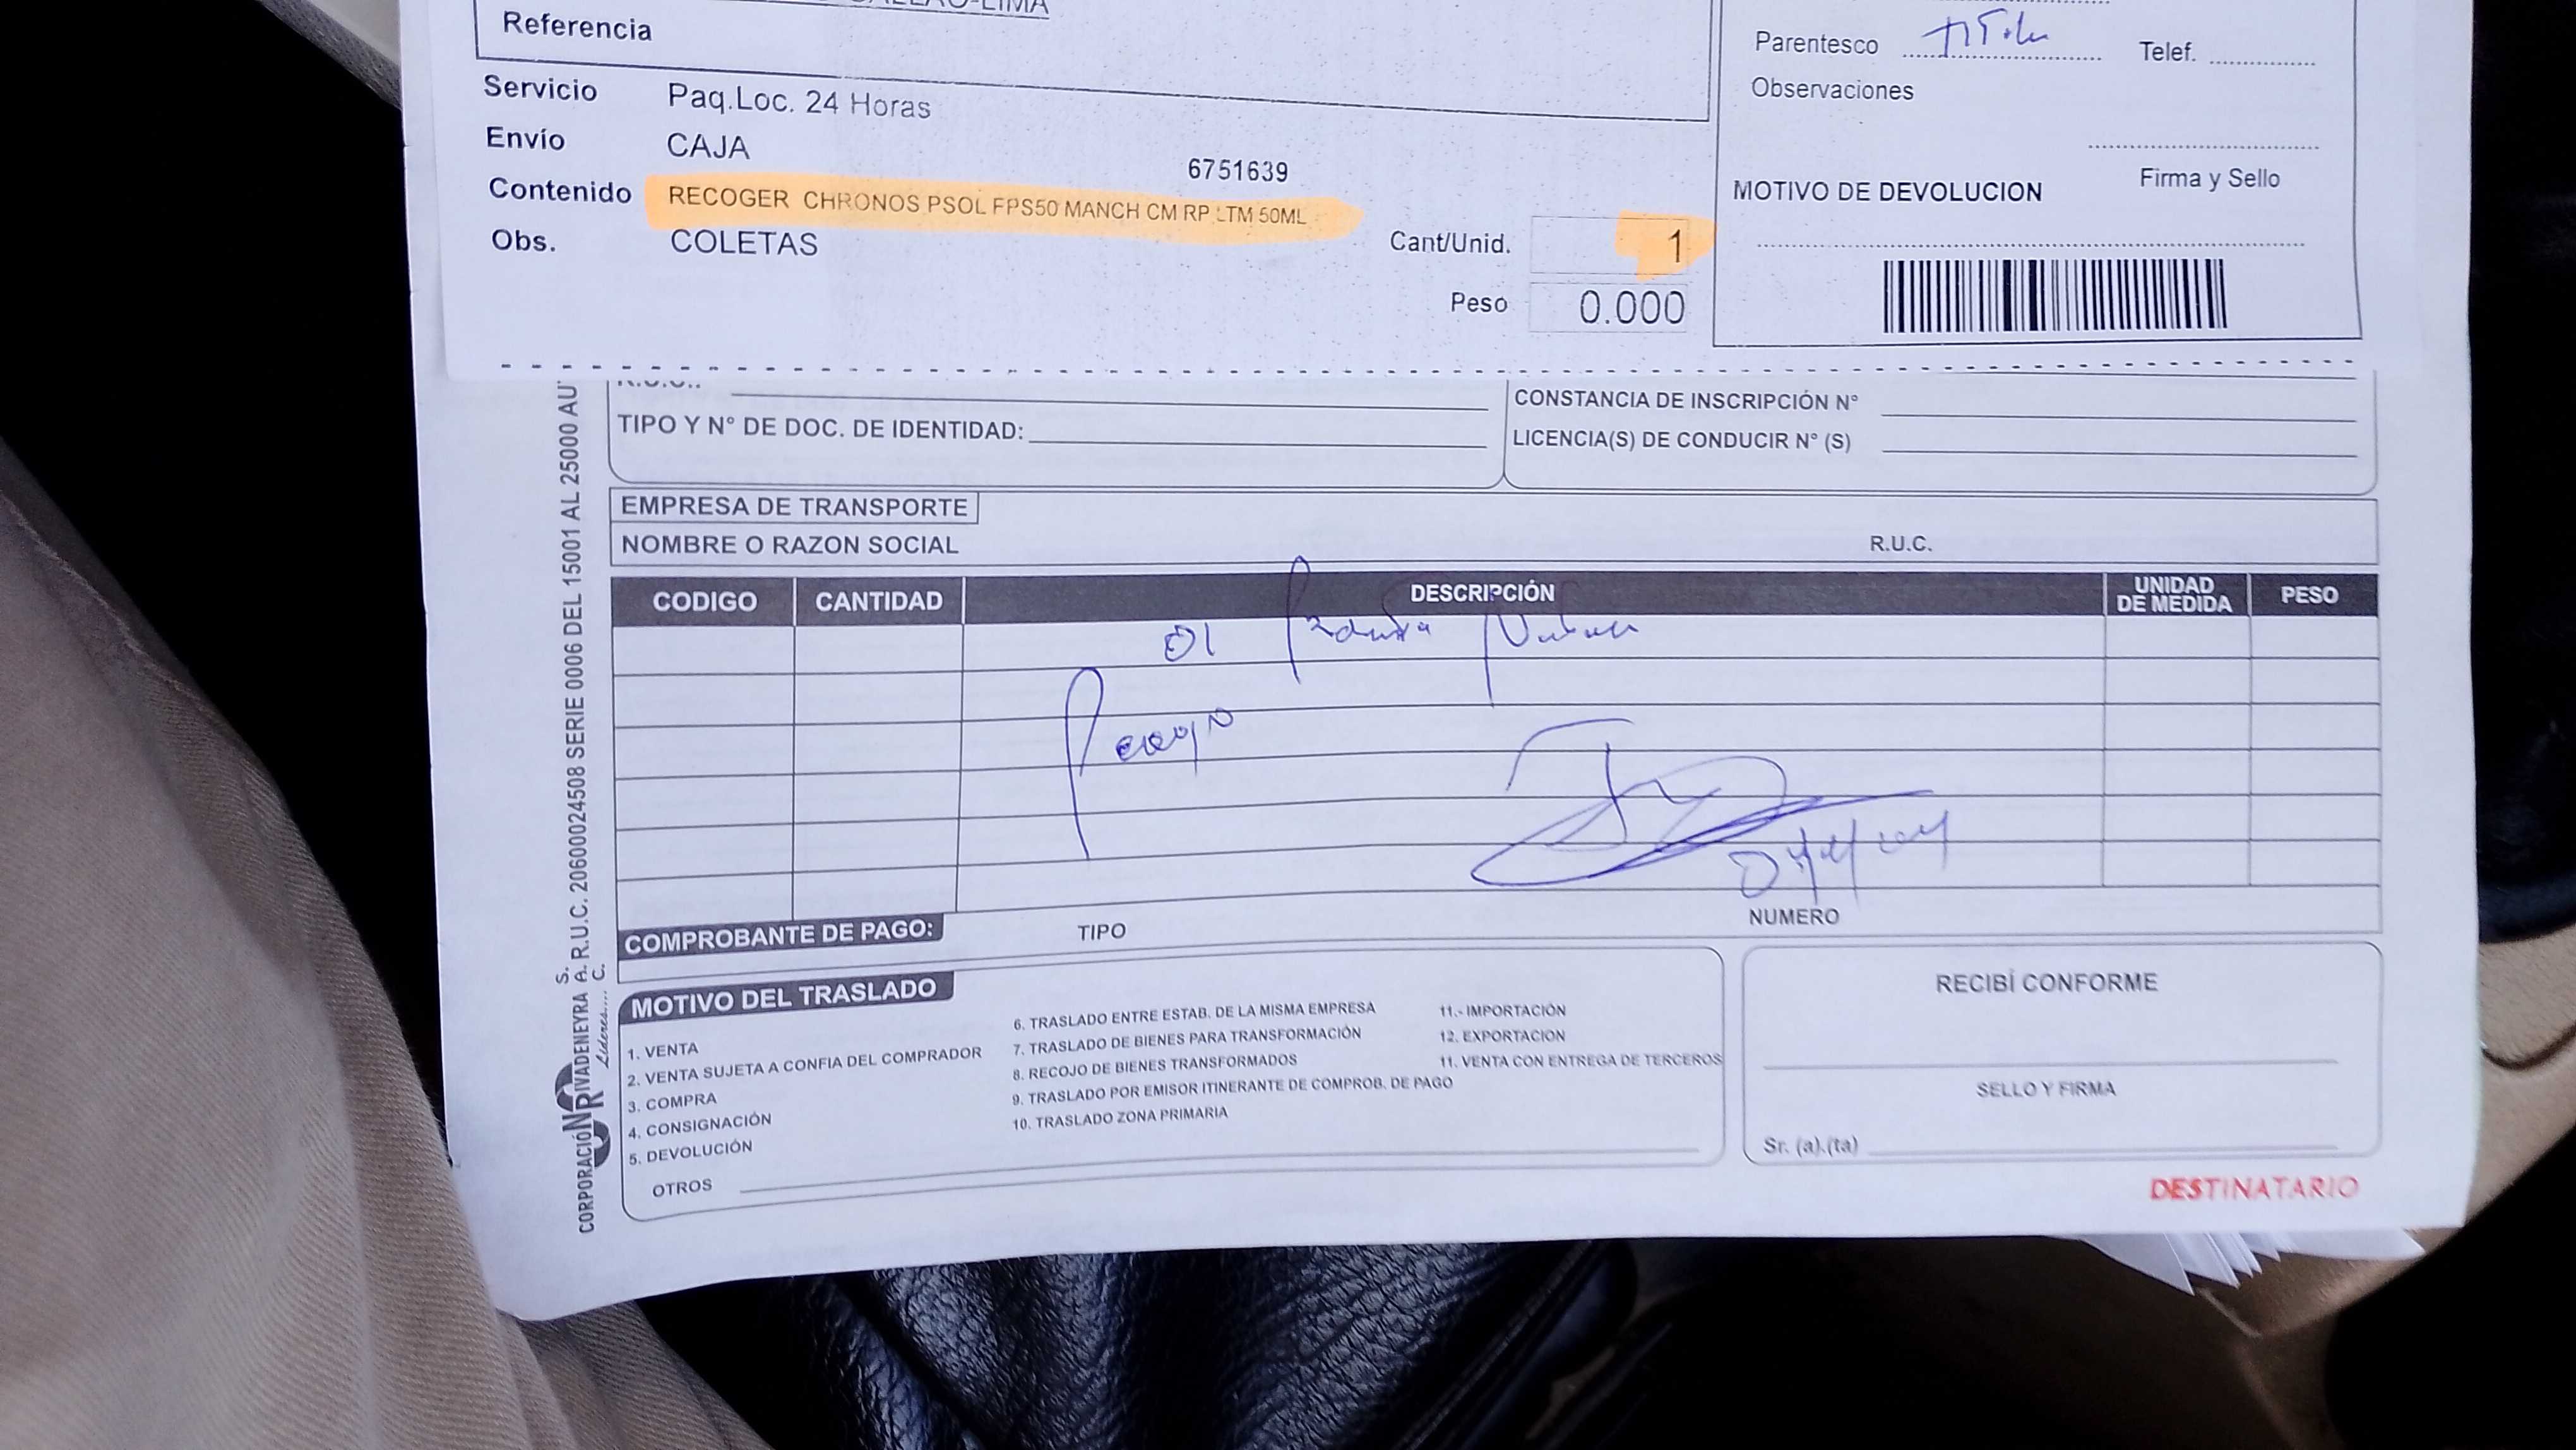 CALLAO-LIMA
Referencia
Servicio Paq.Loc. 24 Horas
Envío CAJA
6751639
Contenido RECOGER CHRONOS PSOL FPS50 MANCH CM RP LTM 50ML
Obs. COLETAS
Cant/Unid. 1
Peso 0.000
Parentesco Telef.
Observaciones
Firma y Sello
MOTIVO DE DEVOLUCION
R.U.C.:
TIPO Y N° DE DOC. DE IDENTIDAD:
CONSTANCIA DE INSCRIPCIÓN N°
LICENCIA(S) DE CONDUCIR N° (S)
EMPRESA DE TRANSPORTE
NOMBRE O RAZON SOCIAL R.U.C.
CODIGO CANTIDAD DESCRIPCIÓN UNIDAD DE MEDIDA PESO
01
Recojo
COMPROBANTE DE PAGO: TIPO NUMERO
MOTIVO DEL TRASLADO
1. VENTA
2. VENTA SUJETA A CONFIA DEL COMPRADOR
3. COMPRA
4. CONSIGNACIÓN
5. DEVOLUCIÓN
6. TRASLADO ENTRE ESTAB. DE LA MISMA EMPRESA
7. TRASLADO DE BIENES PARA TRANSFORMACIÓN
8. RECOJO DE BIENES TRANSFORMADOS
9. TRASLADO POR EMISOR ITINERANTE DE COMPROB. DE PAGO
10. TRASLADO ZONA PRIMARIA
11.- IMPORTACIÓN
12. EXPORTACION
11. VENTA CON ENTREGA DE TERCEROS
OTROS
RECIBÍ CONFORME
SELLO Y FIRMA
Sr. (a).(ta)
DESTINATARIO
CORPORACIÓN RIVADENEYRA S.A.C. R.U.C. 20600024508 SERIE 0006 DEL 15001 AL 25000 AU
Líderes....